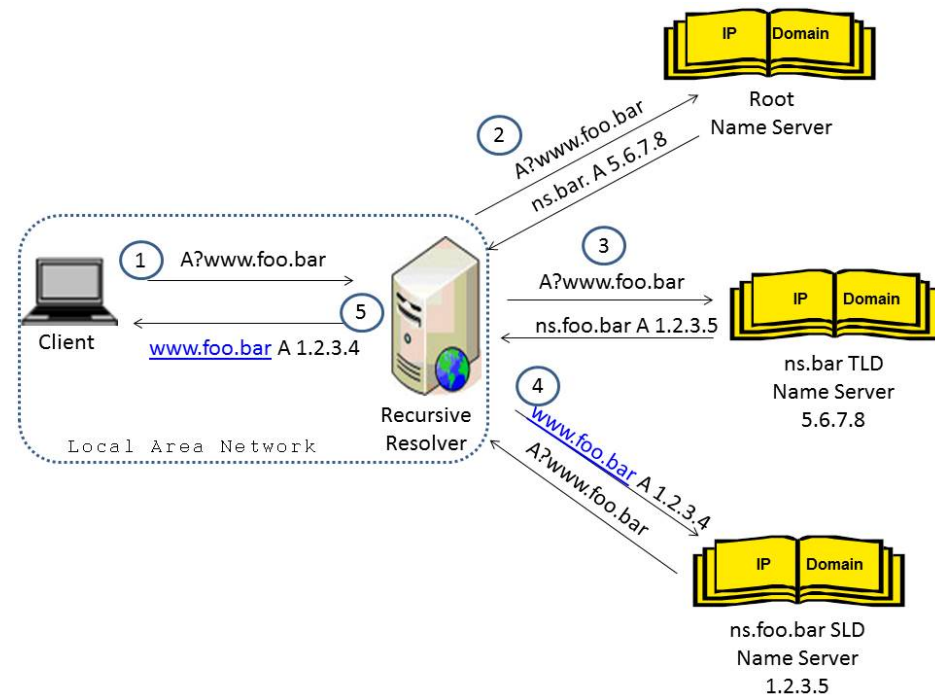 IP Domain
Root
Name Server
2
A?www.foo.bar
ns.bar. A 5.6.7.8
1
A?www.foo.bar
5
www.foo.bar A 1.2.3.4
Client
Recursive
Resolver
Local Area Network
3
A?www.foo.bar
ns.foo.bar A 1.2.3.5
IP Domain
ns.bar TLD
Name Server
5.6.7.8
4
www.foo.bar A 1.2.3.4
A?www.foo.bar
IP Domain
ns.foo.bar SLD
Name Server
1.2.3.5